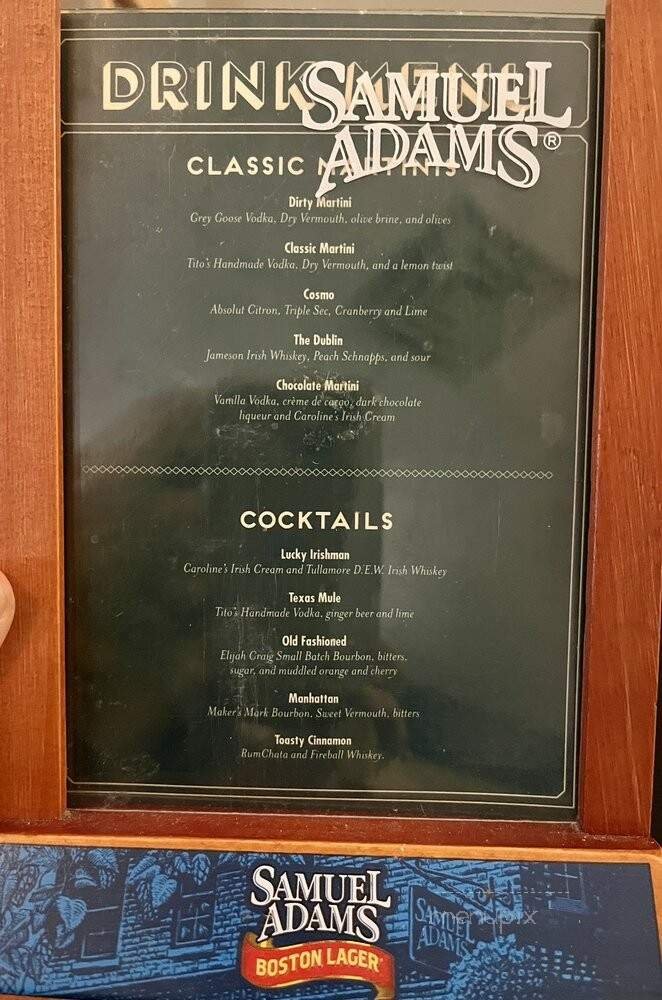 DRINK MENU
SAMUEL
ADAMS®
CLASSIC MARTINIS
Dirty Martini
Grey Goose Vodka, Dry Vermouth, olive brine, and olives
Classic Martini
Tito's Handmade Vodka, Dry Vermouth, and a lemon twist
Cosmo
Absolut Citron, Triple Sec, Cranberry and Lime
The Dublin
Jameson Irish Whiskey, Peach Schnapps, and sour
Chocolate Martini
Vanilla Vodka, crème de cacao, dark chocolate
liqueur and Caroline's Irish Cream
COCKTAILS
Lucky Irishman
Caroline's Irish Cream and Tullamore D.E.W. Irish Whiskey
Texas Mule
Tito's Handmade Vodka, ginger beer and lime
Old Fashioned
Elijah Craig Small Batch Bourbon, bitters,
sugar, and muddled orange and cherry
Manhattan
Maker's Mark Bourbon, Sweet Vermouth, bitters
Toasty Cinnamon
RumChata and Fireball Whiskey.
SAMUEL
ADAMS
BOSTON LAGER
SAMUEL
ADAMS
menupix